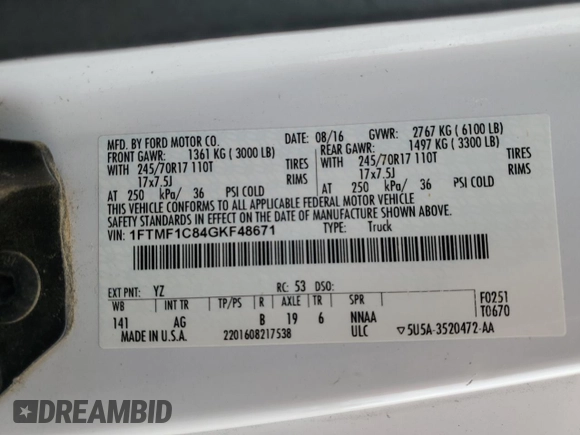 MFD. BY FORD MOTOR CO.
DATE: 08/16 GVWR: 2767 KG ( 6100 LB)
FRONT GAWR: 1361 KG ( 3000 LB) REAR GAWR: 1497 KG ( 3300 LB)
WITH 245/70R17 110T TIRES WITH 245/70R17 110T TIRES
17x7.5J RIMS 17x7.5J RIMS
AT 250 kPa/ 36 PSI COLD AT 250 kPa/ 36 PSI COLD
THIS VEHICLE CONFORMS TO ALL APPLICABLE FEDERAL MOTOR VEHICLE
SAFETY STANDARDS IN EFFECT ON THE DATE OF MANUFACTURE SHOWN ABOVE.
VIN: 1FTMF1C84GKF48671 TYPE: Truck
EXT PNT: YZ RC: 53 DSO:
WB INT TR TP/PS R AXLE TR SPR F0251
141 AG B 19 6 NNAA T0670
MADE IN U.S.A. 2201608217538 ULC ▽5U5A-3520472-AA
DREAMBID